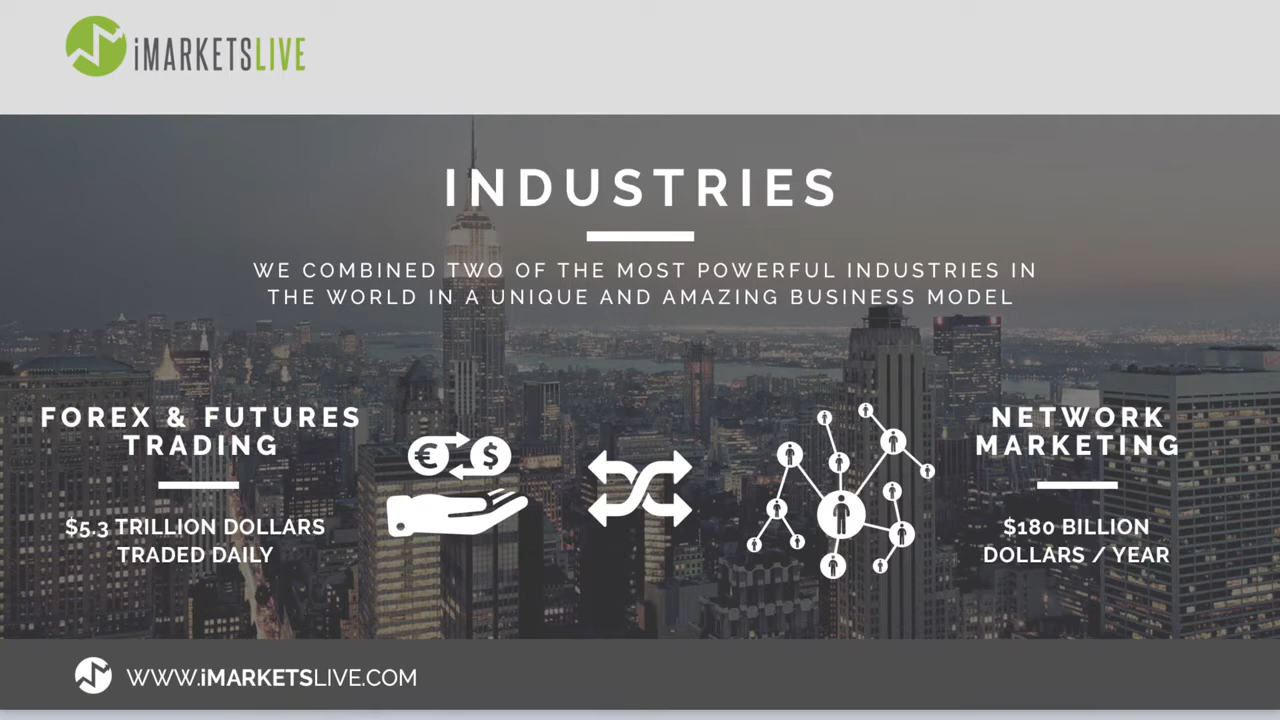 iMARKETSLIVE
INDUSTRIES
WE COMBINED TWO OF THE MOST POWERFUL INDUSTRIES IN
THE WORLD IN A UNIQUE AND AMAZING BUSINESS MODEL
FOREX & FUTURES
TRADING
$5.3 TRILLION DOLLARS
TRADED DAILY
€ $
NETWORK
MARKETING
$180 BILLION
DOLLARS / YEAR
WWW.iMARKETSLIVE.COM